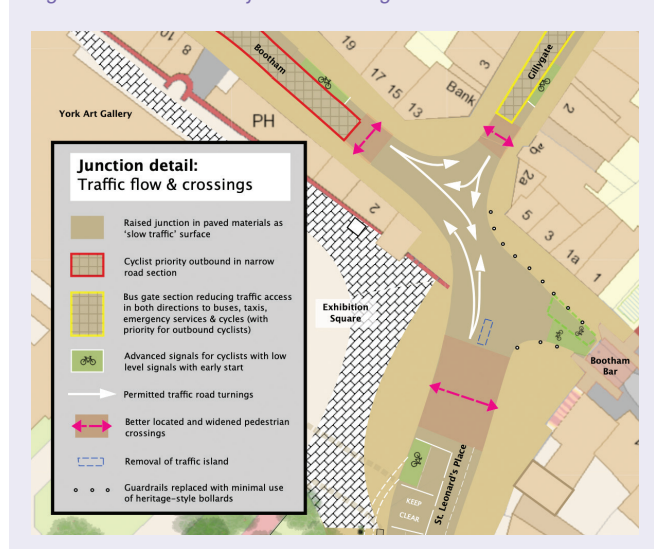 Bootham
Gillygate
10
8
19
17
15
13
Bank
3
2
PH
York Art Gallery
4b
2a
5
3
1a
1
2
Junction detail:
Traffic flow & crossings
Raised junction in paved materials as
'slow traffic' surface
Cyclist priority outbound in narrow
road section
Bus gate section reducing traffic access
in both directions to buses, taxis,
emergency services & cycles (with
priority for outbound cyclists)
Advanced signals for cyclists with low
level signals with early start
Permitted traffic road turnings
Better located and widened pedestrian
crossings
Removal of traffic island
Guardrails replaced with minimal use
of heritage-style bollards
Exhibition
Square
Bootham
Bar
St. Leonard's Place
KEEP
CLEAR